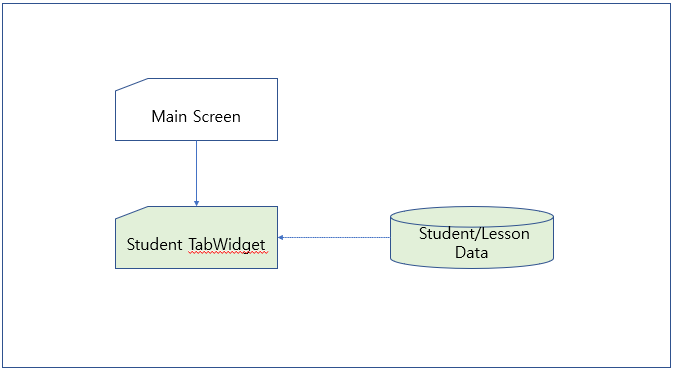 Main Screen
Student TabWidget
Student/Lesson
Data